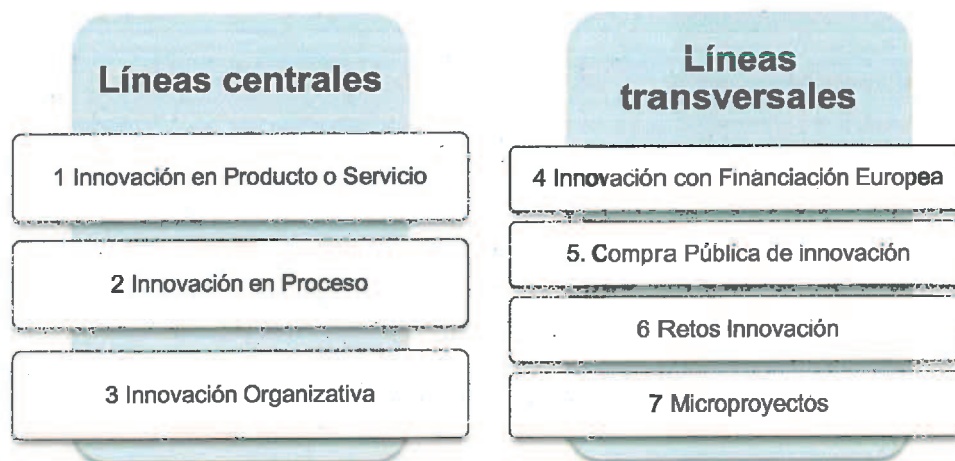 Líneas centrales
1 Innovación en Producto o Servicio
2 Innovación en Proceso
3 Innovación Organizativa
Líneas
transversales
4 Innovación con Financiación Europea
5. Compra Pública de innovación
6 Retos Innovación
7 Microproyectos